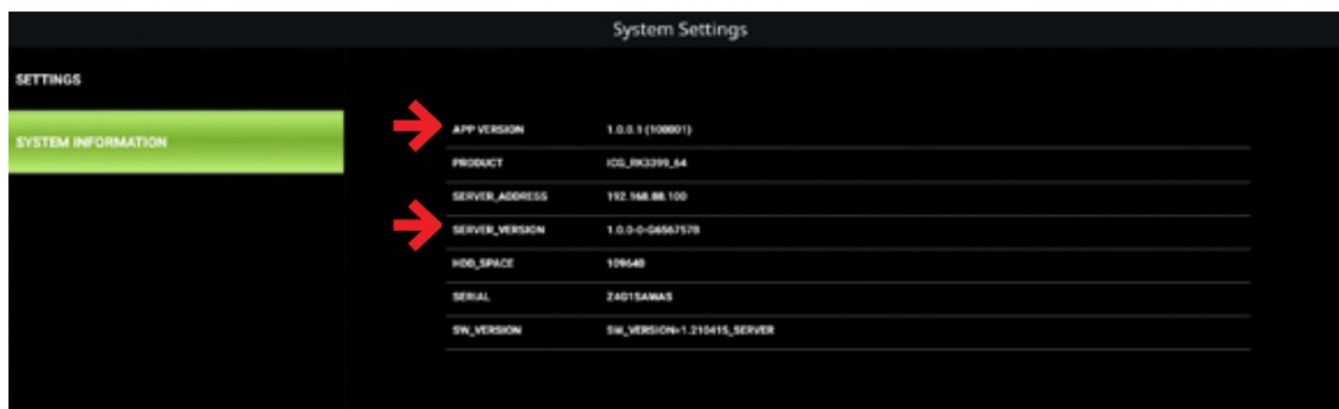 System Settings
SETTINGS
SYSTEM INFORMATION
APP VERSION 1.0.0.1 (100001)
PRODUCT ICG_RK3399_64
SERVER_ADDRESS 192.168.88.100
SERVER_VERSION 1.0.0-0-G6567578
HDD_SPACE 109640
SERIAL
SW_VERSION SW_VERSION=1.210415_SERVER